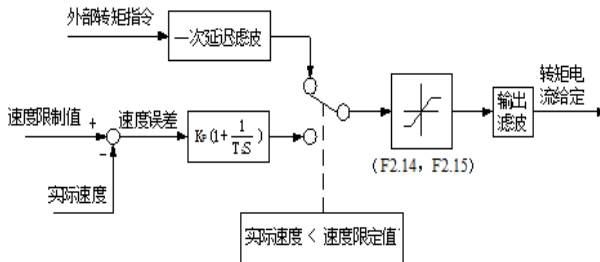 外部转矩指令
一次延迟滤波
转矩电
流给定
速度限制值
+
速度误差
Kp(1+1/TiS)
输出
滤波
-
(F2.14，F2.15)
实际速度
实际速度 < 速度限定值